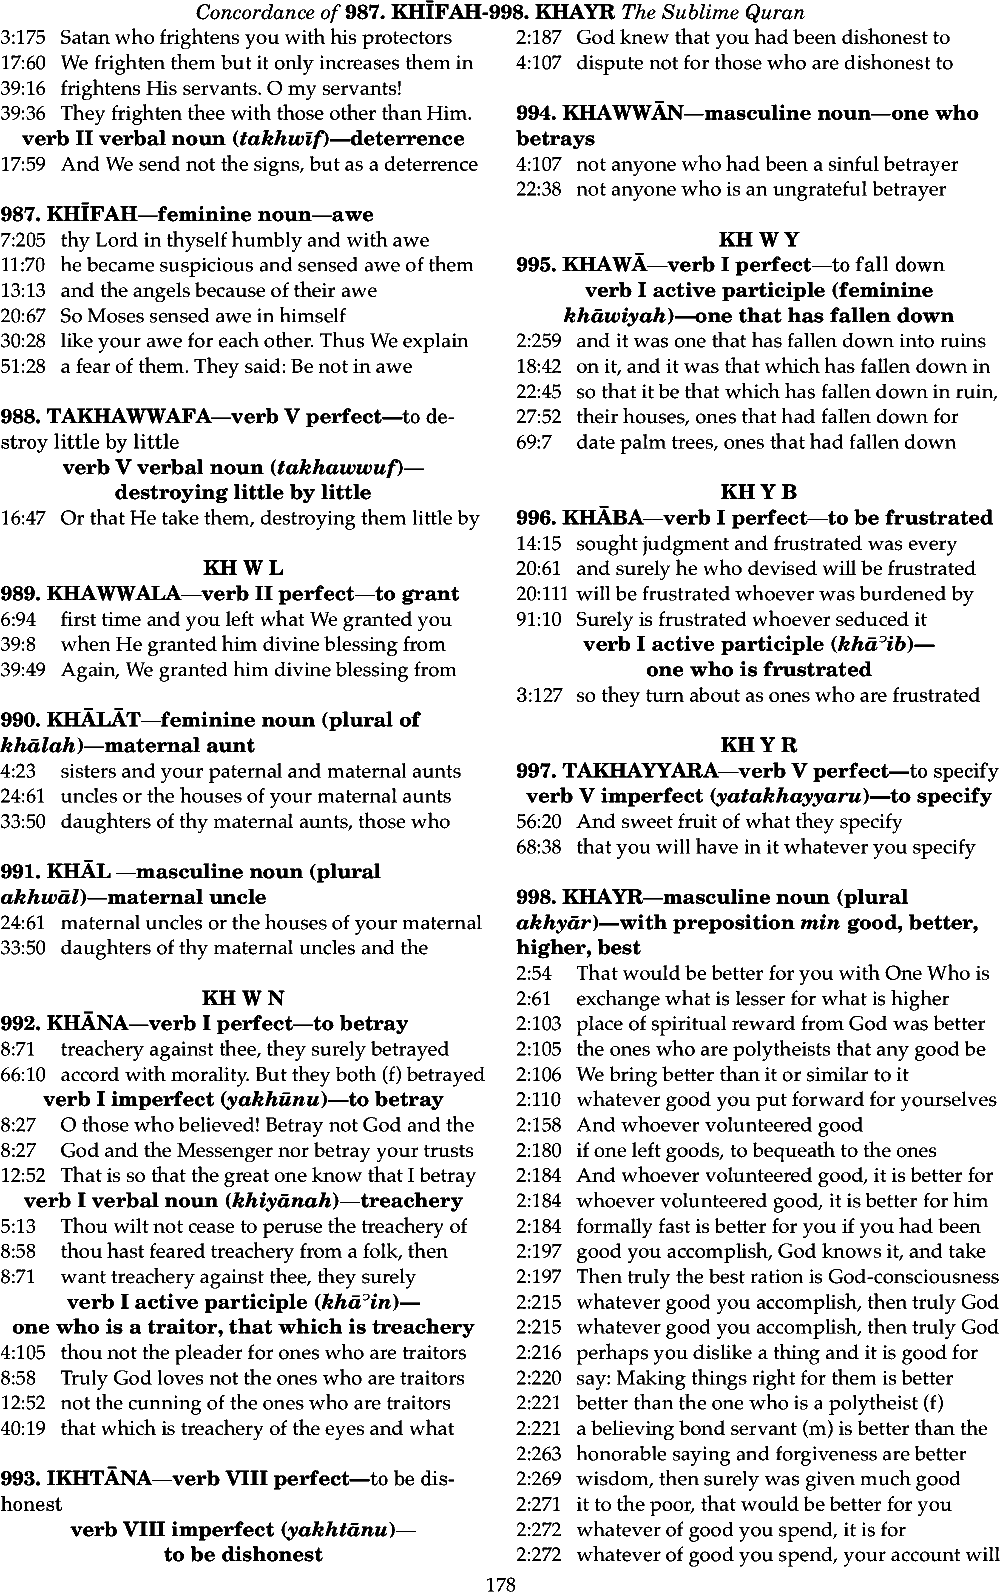 Concordance of 987. KHĪFAH-998. KHAYR The Sublime Quran
3:175 Satan who frightens you with his protectors
17:60 We frighten them but it only increases them in
39:16 frightens His servants. O my servants!
39:36 They frighten thee with those other than Him.
verb II verbal noun (takhwīf)—deterrence
17:59 And We send not the signs, but as a deterrence
987. KHĪFAH—feminine noun—awe
7:205 thy Lord in thyself humbly and with awe
11:70 he became suspicious and sensed awe of them
13:13 and the angels because of their awe
20:67 So Moses sensed awe in himself
30:28 like your awe for each other. Thus We explain
51:28 a fear of them. They said: Be not in awe
988. TAKHAWWAFA—verb V perfect—to de-
stroy little by little
verb V verbal noun (takhawwuf)—
destroying little by little
16:47 Or that He take them, destroying them little by
KH W L
989. KHAWWALA—verb II perfect—to grant
6:94 first time and you left what We granted you
39:8 when He granted him divine blessing from
39:49 Again, We granted him divine blessing from
990. KHĀLĀT—feminine noun (plural of
khālah)—maternal aunt
4:23 sisters and your paternal and maternal aunts
24:61 uncles or the houses of your maternal aunts
33:50 daughters of thy maternal aunts, those who
991. KHĀL —masculine noun (plural
akhwāl)—maternal uncle
24:61 maternal uncles or the houses of your maternal
33:50 daughters of thy maternal uncles and the
KH W N
992. KHĀNA—verb I perfect—to betray
8:71 treachery against thee, they surely betrayed
66:10 accord with morality. But they both (f) betrayed
verb I imperfect (yakhūnu)—to betray
8:27 O those who believed! Betray not God and the
8:27 God and the Messenger nor betray your trusts
12:52 That is so that the great one know that I betray
verb I verbal noun (khiyānah)—treachery
5:13 Thou wilt not cease to peruse the treachery of
8:58 thou hast feared treachery from a folk, then
8:71 want treachery against thee, they surely
verb I active participle (khāʾin)—
one who is a traitor, that which is treachery
4:105 thou not the pleader for ones who are traitors
8:58 Truly God loves not the ones who are traitors
12:52 not the cunning of the ones who are traitors
40:19 that which is treachery of the eyes and what
993. IKHTĀNA—verb VIII perfect—to be dis-
honest
verb VIII imperfect (yakhtānu)—
to be dishonest
2:187 God knew that you had been dishonest to
4:107 dispute not for those who are dishonest to
994. KHAWWĀN—masculine noun—one who
betrays
4:107 not anyone who had been a sinful betrayer
22:38 not anyone who is an ungrateful betrayer
KH W Y
995. KHAWĀ—verb I perfect—to fall down
verb I active participle (feminine
khāwiyah)—one that has fallen down
2:259 and it was one that has fallen down into ruins
18:42 on it, and it was that which has fallen down in
22:45 so that it be that which has fallen down in ruin,
27:52 their houses, ones that had fallen down for
69:7 date palm trees, ones that had fallen down
KH Y B
996. KHĀBA—verb I perfect—to be frustrated
14:15 sought judgment and frustrated was every
20:61 and surely he who devised will be frustrated
20:111 will be frustrated whoever was burdened by
91:10 Surely is frustrated whoever seduced it
verb I active participle (khāʾib)—
one who is frustrated
3:127 so they turn about as ones who are frustrated
KH Y R
997. TAKHAYYARA—verb V perfect—to specify
verb V imperfect (yatakhayyaru)—to specify
56:20 And sweet fruit of what they specify
68:38 that you will have in it whatever you specify
998. KHAYR—masculine noun (plural
akhyār)—with preposition min good, better,
higher, best
2:54 That would be better for you with One Who is
2:61 exchange what is lesser for what is higher
2:103 place of spiritual reward from God was better
2:105 the ones who are polytheists that any good be
2:106 We bring better than it or similar to it
2:110 whatever good you put forward for yourselves
2:158 And whoever volunteered good
2:180 if one left goods, to bequeath to the ones
2:184 And whoever volunteered good, it is better for
2:184 whoever volunteered good, it is better for him
2:184 formally fast is better for you if you had been
2:197 good you accomplish, God knows it, and take
2:197 Then truly the best ration is God-consciousness
2:215 whatever good you accomplish, then truly God
2:215 whatever good you accomplish, then truly God
2:216 perhaps you dislike a thing and it is good for
2:220 say: Making things right for them is better
2:221 better than the one who is a polytheist (f)
2:221 a believing bond servant (m) is better than the
2:263 honorable saying and forgiveness are better
2:269 wisdom, then surely was given much good
2:271 it to the poor, that would be better for you
2:272 whatever of good you spend, it is for
2:272 whatever of good you spend, your account will
178